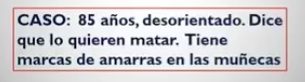 CASO: 85 años, desorientado. Dice
que lo quieren matar. Tiene
marcas de amarras en las muñecas